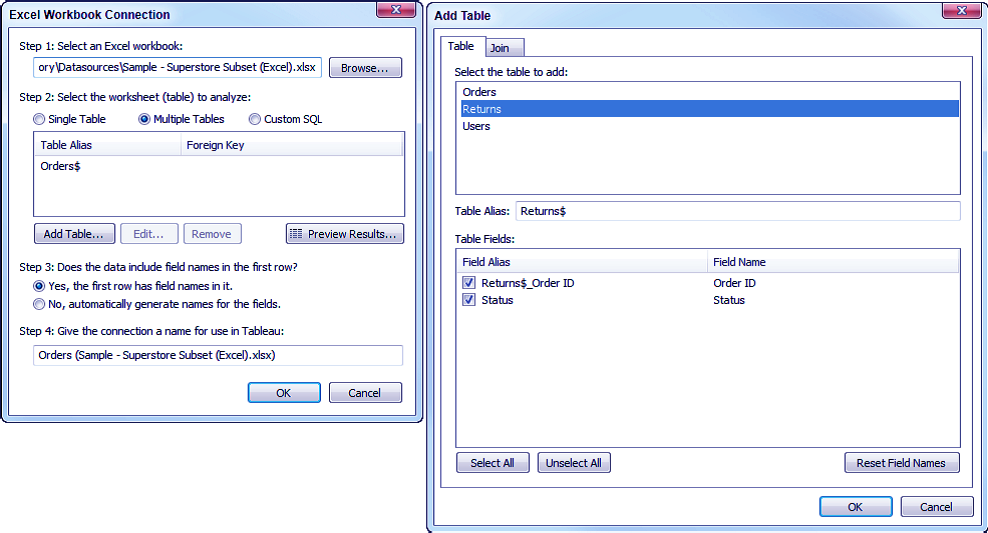 Excel Workbook Connection
Step 1: Select an Excel workbook:
ory\Datasources\Sample - Superstore Subset (Excel).xlsx
Browse...
Step 2: Select the worksheet (table) to analyze:
Single Table
Multiple Tables
Custom SQL
Table Alias
Foreign Key
Orders$
Add Table...
Edit...
Remove
Preview Results...
Step 3: Does the data include field names in the first row?
Yes, the first row has field names in it.
No, automatically generate names for the fields.
Step 4: Give the connection a name for use in Tableau:
Orders (Sample - Superstore Subset (Excel).xlsx)
OK
Cancel
Add Table
Table
Join
Select the table to add:
Orders
Returns
Users
Table Alias:
Returns$
Table Fields:
Field Alias
Field Name
Returns$_Order ID
Order ID
Status
Status
Select All
Unselect All
Reset Field Names
OK
Cancel